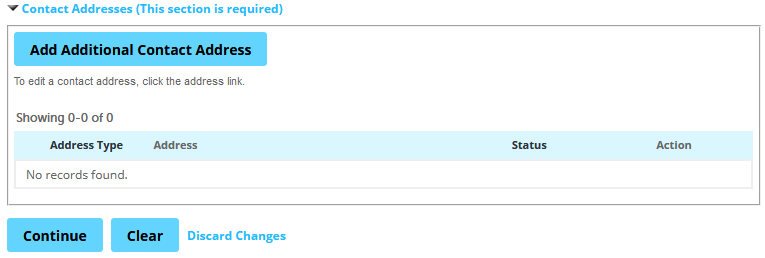 Contact Addresses (This section is required)
Add Additional Contact Address
To edit a contact address, click the address link.
Showing 0-0 of 0
Address Type Address Status Action
No records found.
Continue Clear Discard Changes